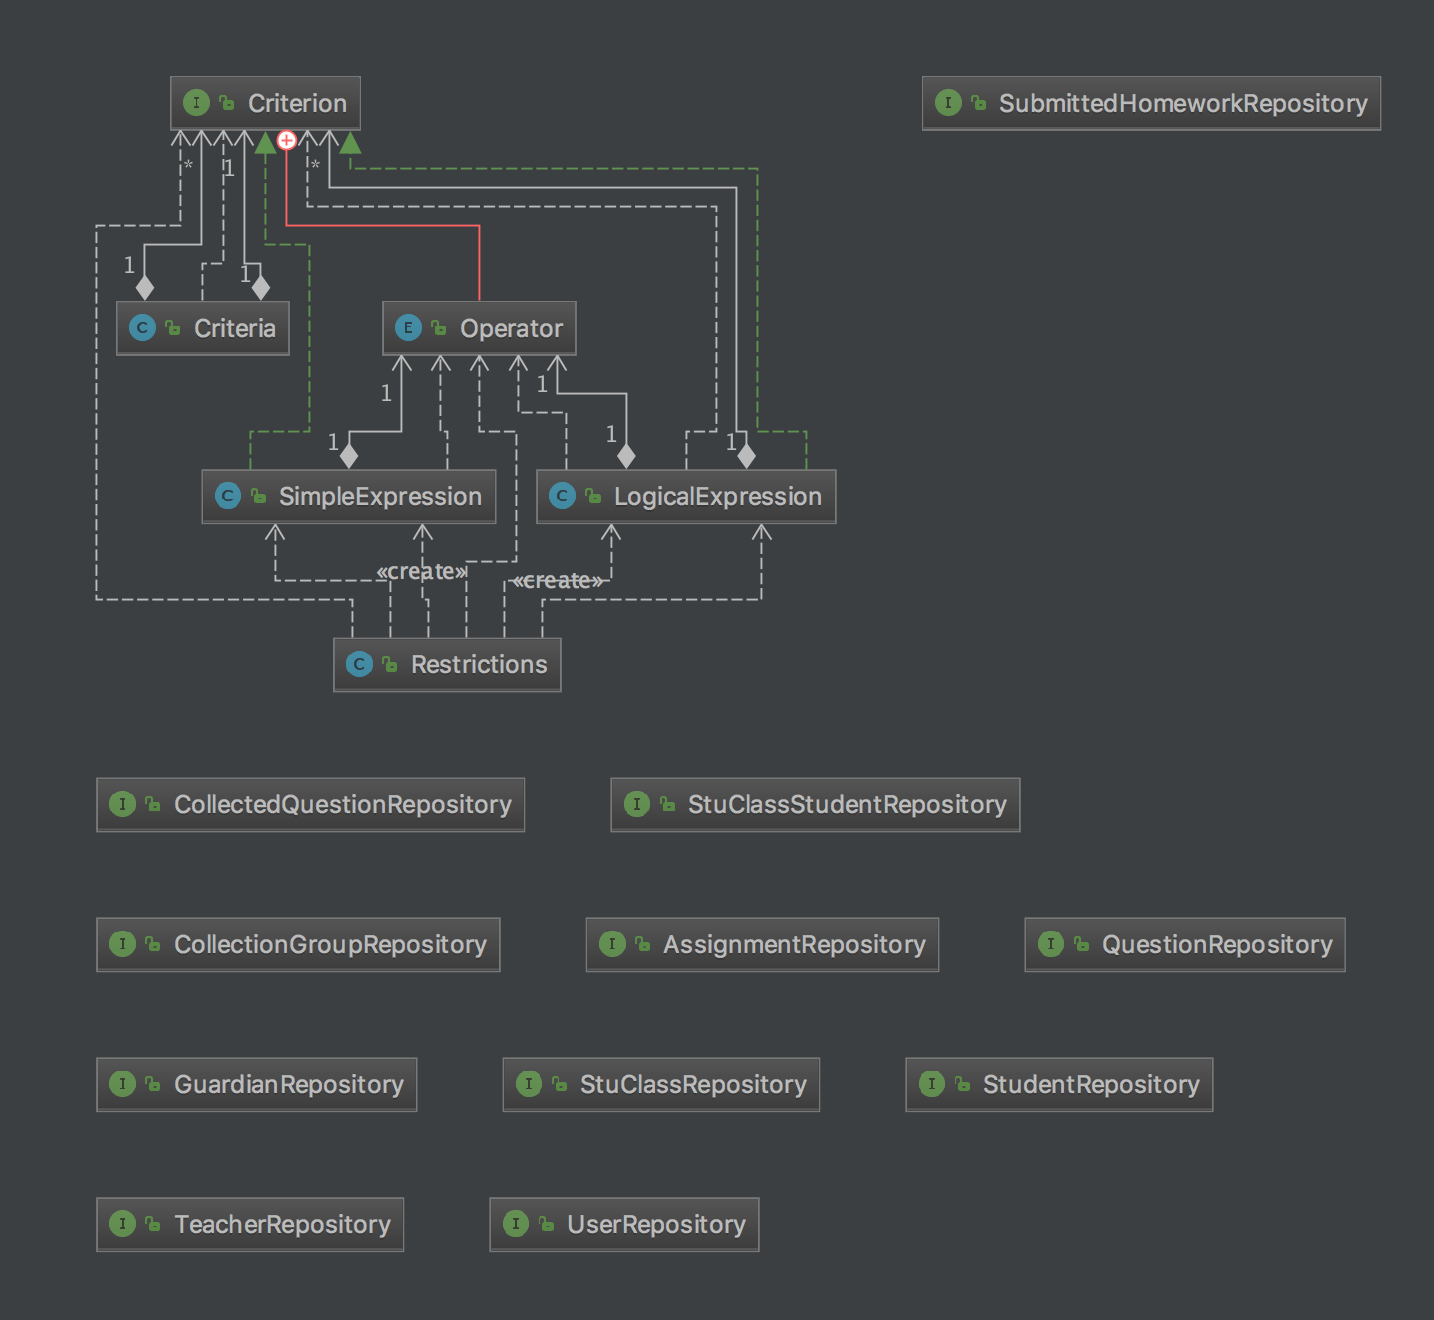 I Criterion
I SubmittedHomeworkRepository
* 1 *
1 1
C Criteria
E Operator
1 1
1 1 1
C SimpleExpression
C LogicalExpression
«create» «create»
C Restrictions
I CollectedQuestionRepository
I StuClassStudentRepository
I CollectionGroupRepository
I AssignmentRepository
I QuestionRepository
I GuardianRepository
I StuClassRepository
I StudentRepository
I TeacherRepository
I UserRepository